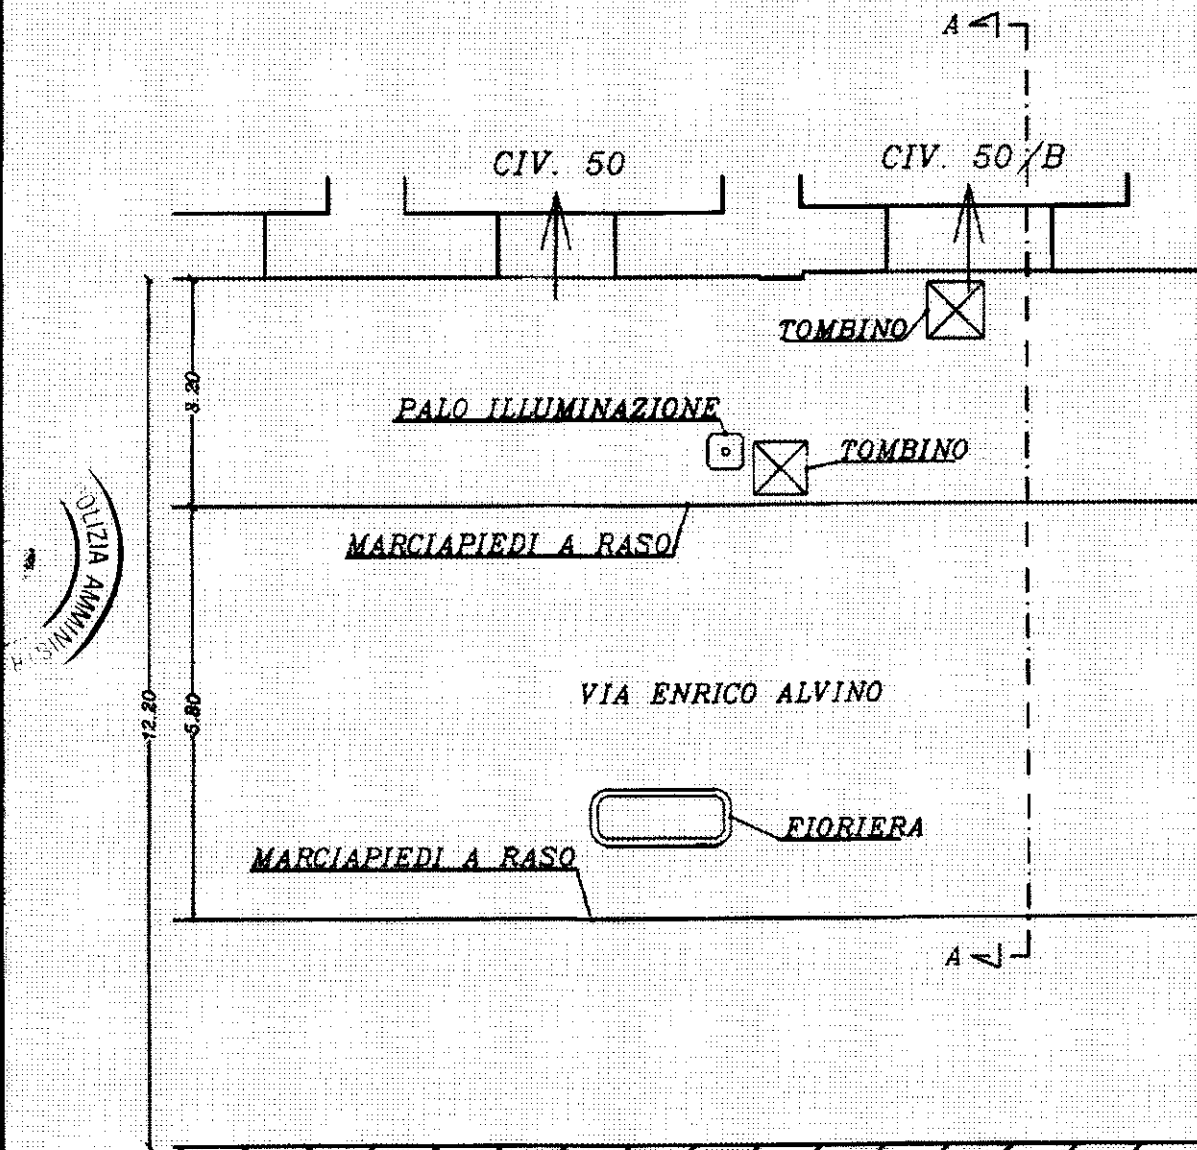 A
CIV. 50
CIV. 50/B
TOMBINO
3.20
PALO ILLUMINAZIONE
TOMBINO
MARCIAPIEDI A RASO
OLIZIA AMMINIS
VIA ENRICO ALVINO
12.20
5.80
FIORIERA
MARCIAPIEDI A RASO
A